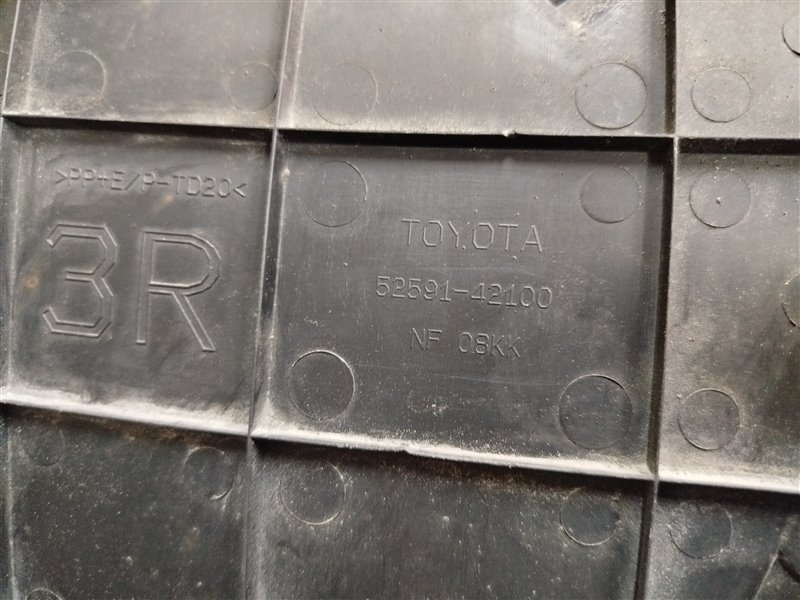 >PP+E/P-TD20<
3R
TOYOTA
52591-42100
NF 08KK